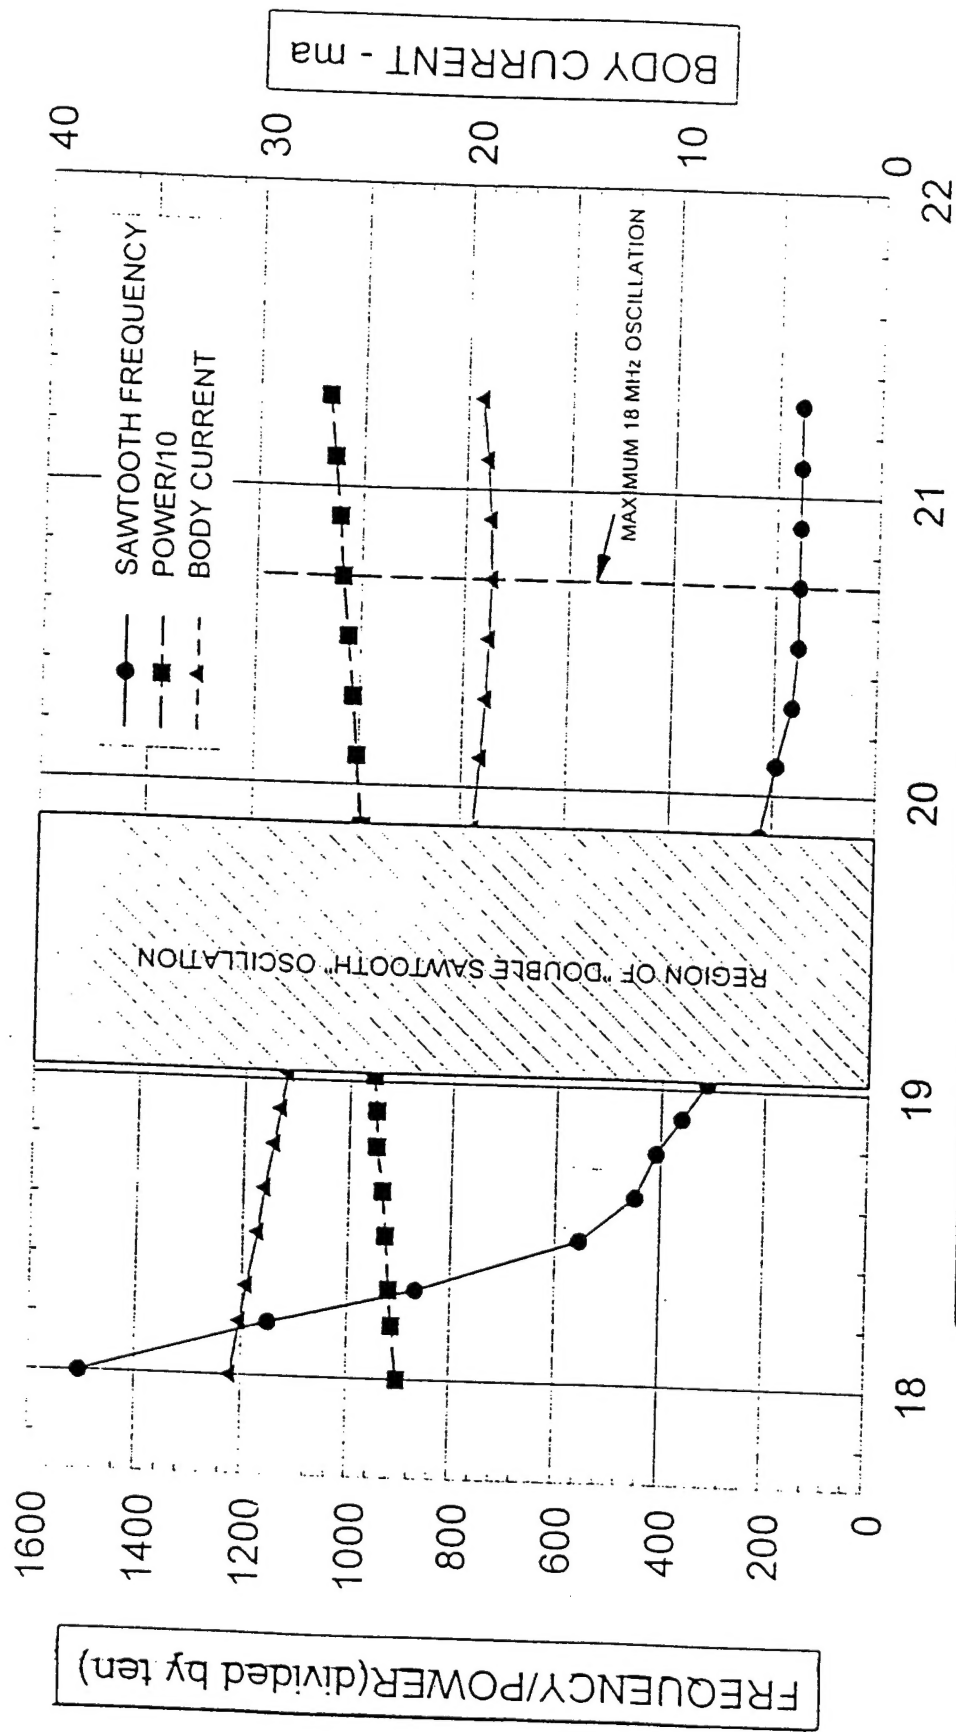 FREQUENCY/POWER(divided by ten)
1600
1200
1000
800
600
400
200
0
18
19
20
21
22
REGION OF "DOUBLE SAWTOOTH" OSCILLATION
SAWTOOTH FREQUENCY
POWER/10
BODY CURRENT
MAXIMUM 18 MHz OSCILLATION
40
30
20
10
0
BODY CURRENT - ma